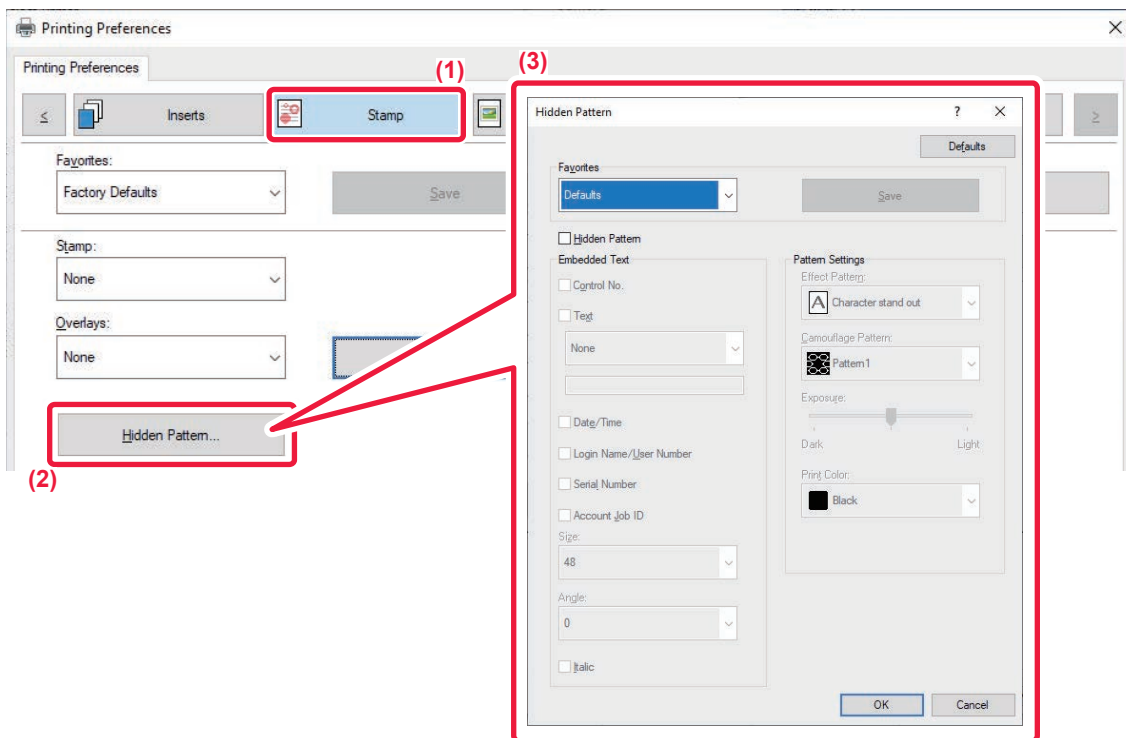 Printing Preferences
Printing Preferences
(1)
(3)
<
Inserts
Stamp
>
Favorites:
Factory Defaults
Save
Stamp:
None
Overlays:
None
Hidden Pattern...
(2)
Hidden Pattern
?
Defaults
Favorites
Defaults
Save
Hidden Pattern
Embedded Text
Control No.
Text
None
Date/Time
Login Name/User Number
Serial Number
Account Job ID
Size:
48
Angle:
0
Italic
Pattern Settings
Effect Pattern:
A Character stand out
Camouflage Pattern:
Pattern1
Exposure:
Dark Light
Print Color:
Black
OK Cancel